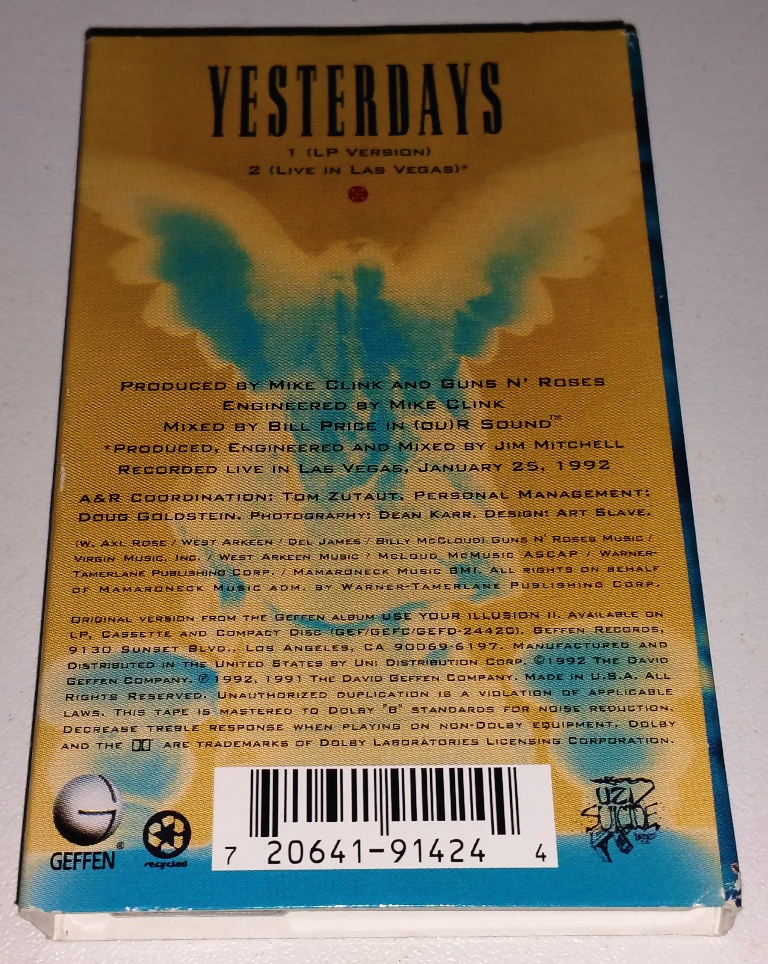 YESTERDAYS
1 (LP VERSION)
2 (LIVE IN LAS VEGAS)*
PRODUCED BY MIKE CLINK AND GUNS N' ROSES
ENGINEERED BY MIKE CLINK
MIXED BY BILL PRICE IN (OU)R SOUND™
*PRODUCED, ENGINEERED AND MIXED BY JIM MITCHELL
RECORDED LIVE IN LAS VEGAS, JANUARY 25, 1992
A&R COORDINATION: TOM ZUTAUT. PERSONAL MANAGEMENT:
DOUG GOLDSTEIN. PHOTOGRAPHY: DEAN KARR. DESIGN: ART SLAVE.
(W. AXL ROSE / WEST ARKEEN / DEL JAMES / BILLY MCCLOUD) GUNS N' ROSES MUSIC /
VIRGIN MUSIC, INC. / WEST ARKEEN MUSIC / MCLOUD MCMUSIC ASCAP / WARNER-
TAMERLANE PUBLISHING CORP. / MAMARONECK MUSIC BMI. ALL RIGHTS ON BEHALF
OF MAMARONECK MUSIC ADM. BY WARNER-TAMERLANE PUBLISHING CORP.
ORIGINAL VERSION FROM THE GEFFEN ALBUM USE YOUR ILLUSION II. AVAILABLE ON
LP, CASSETTE AND COMPACT DISC (GEF/GEFC/GEFD-24420). GEFFEN RECORDS,
9130 SUNSET BLVD., LOS ANGELES, CA 90069-6197. MANUFACTURED AND
DISTRIBUTED IN THE UNITED STATES BY UNI DISTRIBUTION CORP. ©1992 THE DAVID
GEFFEN COMPANY. ℗ 1992, 1991 THE DAVID GEFFEN COMPANY. MADE IN U.S.A. ALL
RIGHTS RESERVED. UNAUTHORIZED DUPLICATION IS A VIOLATION OF APPLICABLE
LAWS. THIS TAPE IS MASTERED TO DOLBY "B" STANDARDS FOR NOISE REDUCTION.
DECREASE TREBLE RESPONSE WHEN PLAYING ON NON-DOLBY EQUIPMENT. DOLBY
AND THE ARE TRADEMARKS OF DOLBY LABORATORIES LICENSING CORPORATION.
G
GEFFEN®
recycled
7 20641-91424 4
UZI
SUICIDE